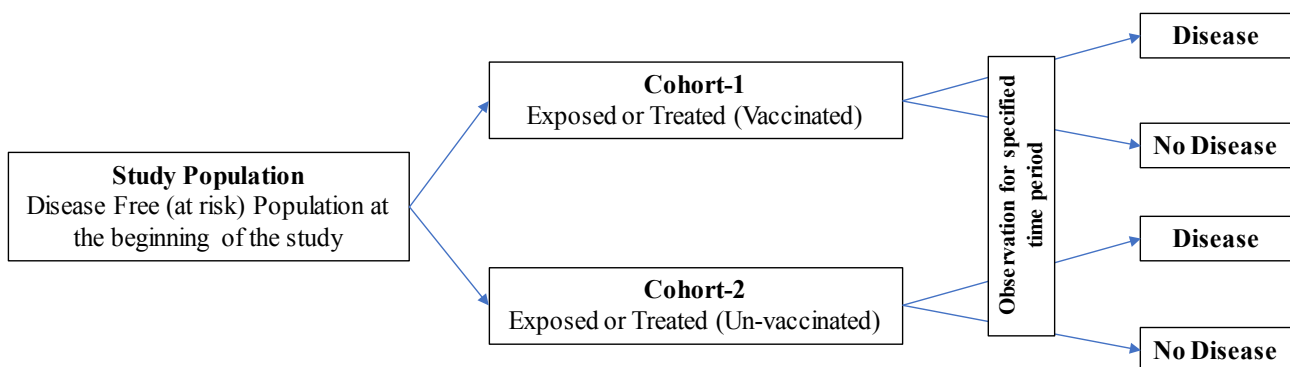 Study Population
Disease Free (at risk) Population at
the beginning of the study
Cohort-1
Exposed or Treated (Vaccinated)
Cohort-2
Exposed or Treated (Un-vaccinated)
Observation for specified
time period
Disease
No Disease
Disease
No Disease